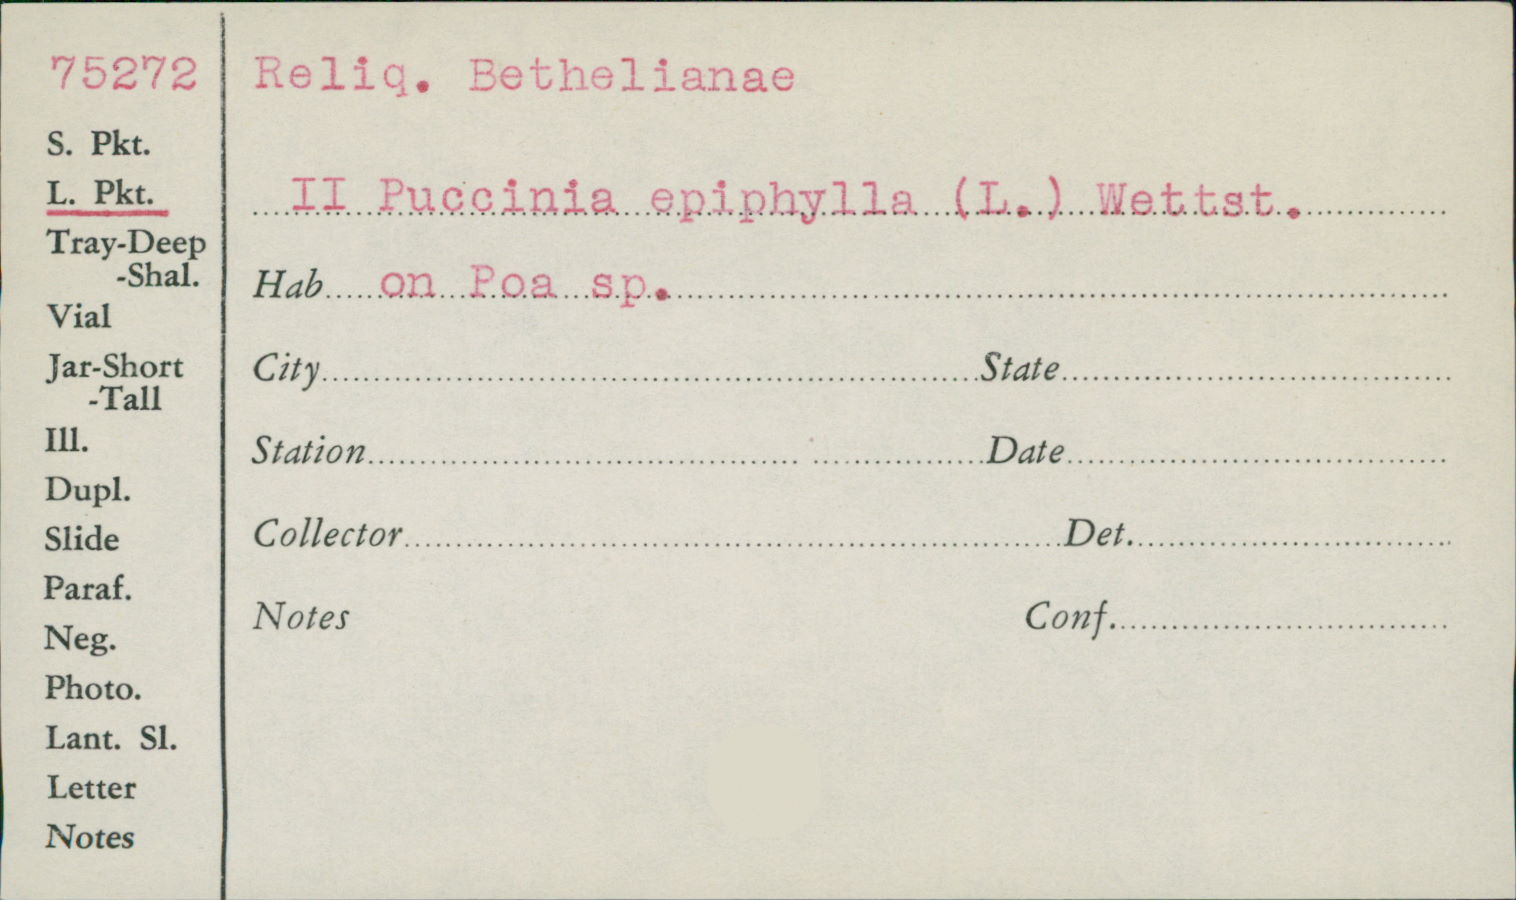 75272
Reliq. Bethelianae
S. Pkt.
L. Pkt.
II Puccinia epiphylla (L.) Wettst.
Tray-Deep
-Shal.
Hab on Poa sp.
Vial
Jar-Short
-Tall
City State
Ill.
Station Date
Dupl.
Slide
Collector Det.
Paraf.
Notes Conf.
Neg.
Photo.
Lant. Sl.
Letter
Notes